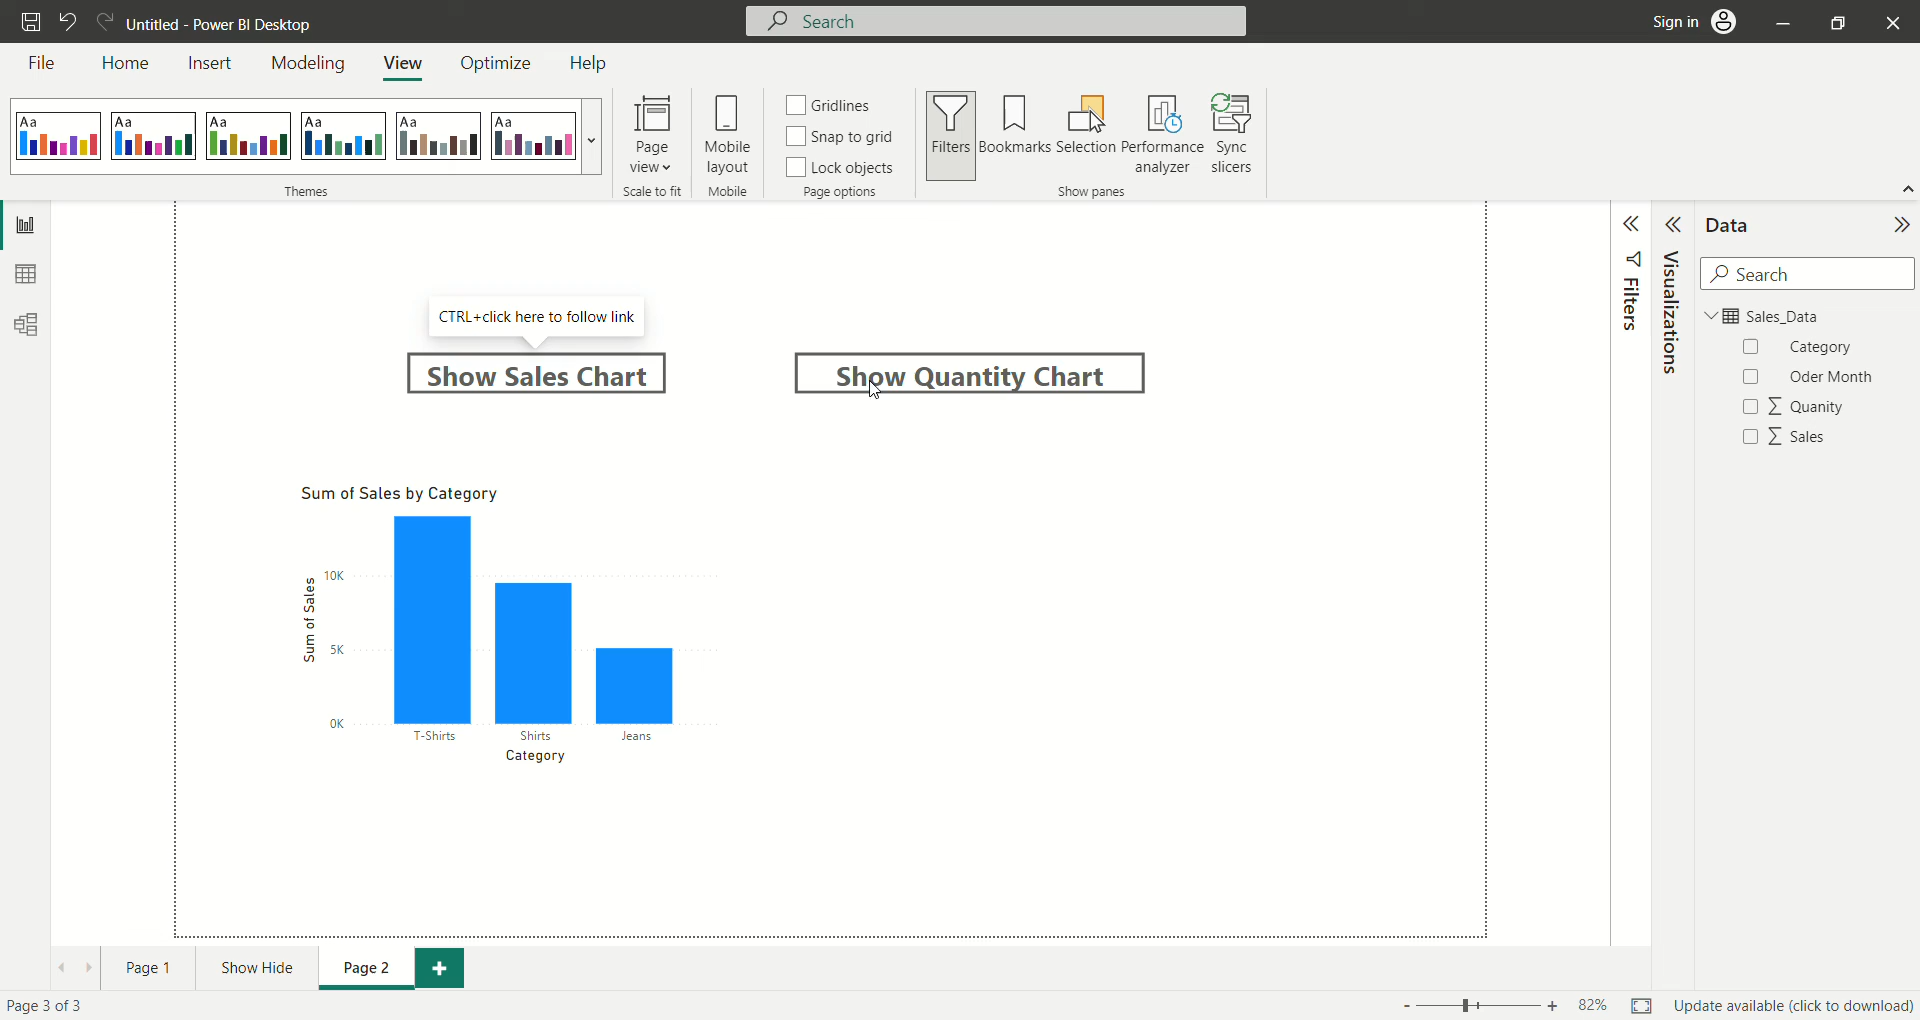 Untitled - Power BI Desktop
Search
Sign in
File
Home
Insert
Modeling
View
Optimize
Help
Aa
Aa
Aa
Aa
Aa
Aa
Themes
Page
view
Scale to fit
Mobile
layout
Mobile
Gridlines
Snap to grid
Lock objects
Page options
Filters
Bookmarks
Selection
Performance
analyzer
Sync
slicers
Show panes
CTRL+click here to follow link
Show Sales Chart
Show Quantity Chart
Sum of Sales by Category
Sum of Sales
10K
5K
0K
T-Shirts
Shirts
Jeans
Category
Filters
Visualizations
Data
Search
Sales_Data
Category
Oder Month
Quanity
Sales
Page 1
Show Hide
Page 2
+
Page 3 of 3
- + 82%
Update available (click to download)